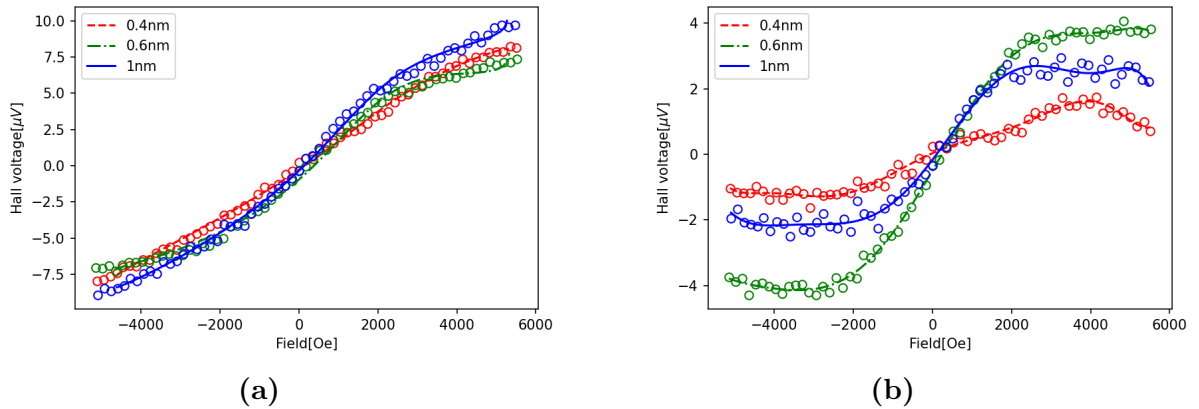 10.0
7.5
5.0
2.5
0.0
−2.5
−5.0
−7.5
Hall voltage[μV]
0.4nm
0.6nm
1nm
−4000 −2000 0 2000 4000 6000
Field[Oe]
(a)
4
2
0
−2
−4
Hall voltage[μV]
0.4nm
0.6nm
1nm
−4000 −2000 0 2000 4000 6000
Field[Oe]
(b)